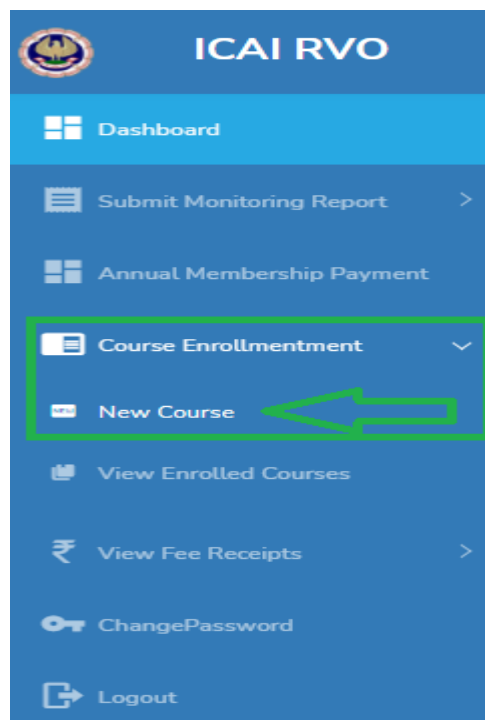 ICAI RVO
Dashboard
Submit Monitoring Report
Annual Membership Payment
Course Enrollmentment
NEW
New Course
View Enrolled Courses
View Fee Receipts
ChangePassword
Logout